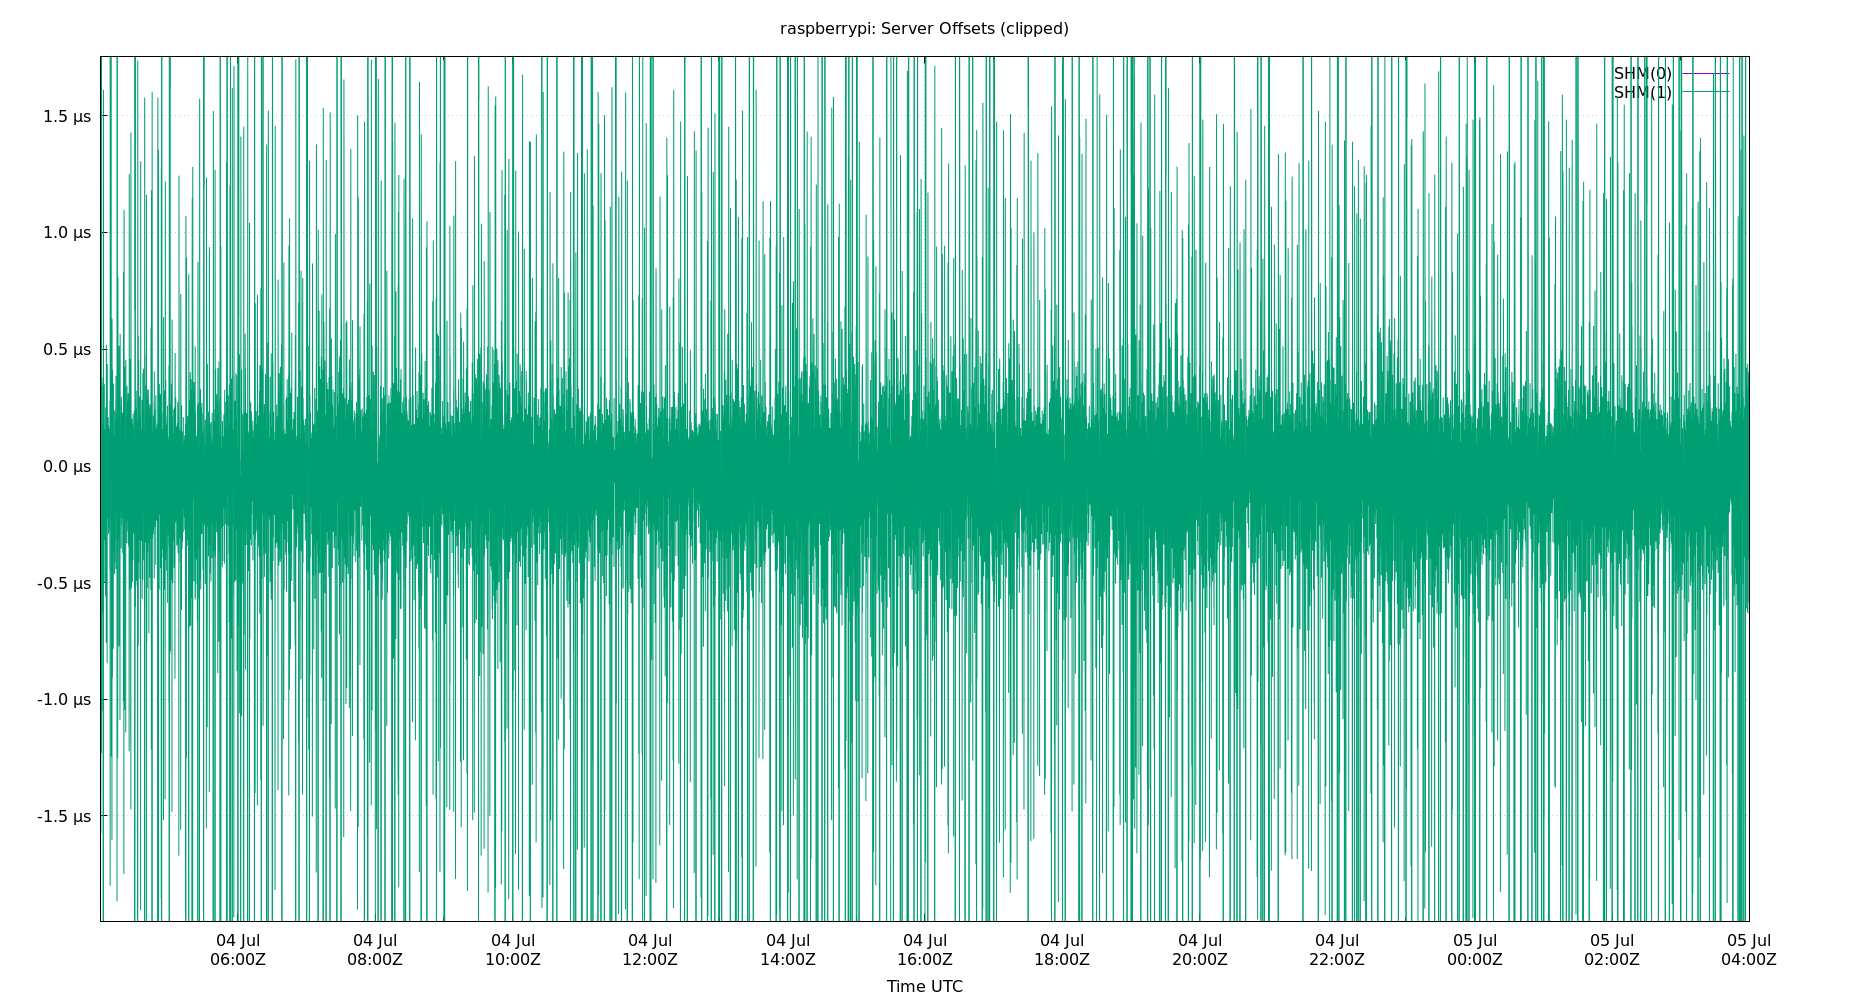 raspberrypi: Server Offsets (clipped)
SHM(0)
SHM(1)
1.5 µs
1.0 µs
0.5 µs
0.0 µs
-0.5 µs
-1.0 µs
-1.5 µs
04 Jul 04 Jul 04 Jul 04 Jul 04 Jul 04 Jul 04 Jul 04 Jul 04 Jul 05 Jul 05 Jul 05 Jul
06:00Z 08:00Z 10:00Z 12:00Z 14:00Z 16:00Z 18:00Z 20:00Z 22:00Z 00:00Z 02:00Z 04:00Z
Time UTC